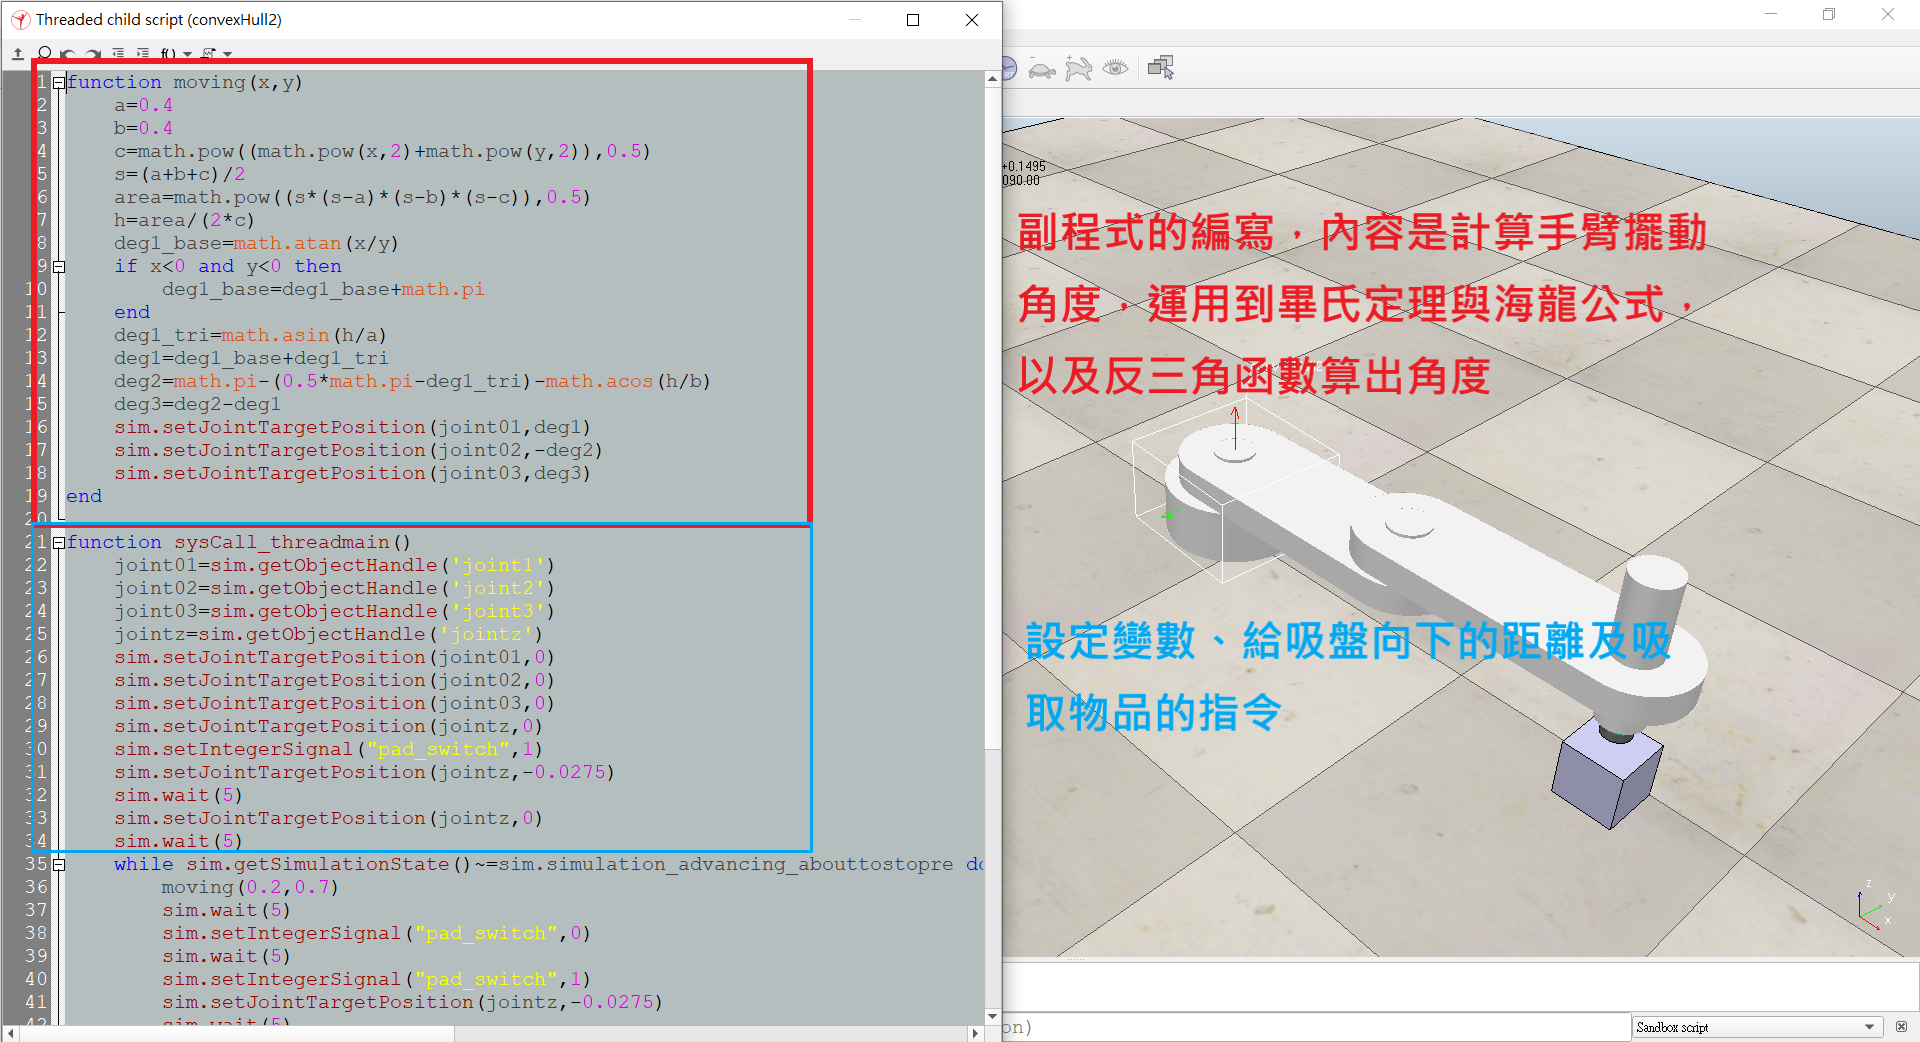 Threaded child script (convexHull2)
f()
1 function moving(x,y)
2 a=0.4
3 b=0.4
4 c=math.pow((math.pow(x,2)+math.pow(y,2)),0.5)
5 s=(a+b+c)/2
6 area=math.pow((s*(s-a)*(s-b)*(s-c)),0.5)
7 h=area/(2*c)
8 deg1_base=math.atan(x/y)
9 if x<0 and y<0 then
10 deg1_base=deg1_base+math.pi
11 end
12 deg1_tri=math.asin(h/a)
13 deg1=deg1_base+deg1_tri
14 deg2=math.pi-(0.5*math.pi-deg1_tri)-math.acos(h/b)
15 deg3=deg2-deg1
16 sim.setJointTargetPosition(joint01,deg1)
17 sim.setJointTargetPosition(joint02,-deg2)
18 sim.setJointTargetPosition(joint03,deg3)
19 end
20
21 function sysCall_threadmain()
22 joint01=sim.getObjectHandle('joint1')
23 joint02=sim.getObjectHandle('joint2')
24 joint03=sim.getObjectHandle('joint3')
25 jointz=sim.getObjectHandle('jointz')
26 sim.setJointTargetPosition(joint01,0)
27 sim.setJointTargetPosition(joint02,0)
28 sim.setJointTargetPosition(joint03,0)
29 sim.setJointTargetPosition(jointz,0)
30 sim.setIntegerSignal("pad_switch",1)
31 sim.setJointTargetPosition(jointz,-0.0275)
32 sim.wait(5)
33 sim.setJointTargetPosition(jointz,0)
34 sim.wait(5)
35 while sim.getSimulationState()~=sim.simulation_advancing_abouttostopre do
36 moving(0.2,0.7)
37 sim.wait(5)
38 sim.setIntegerSignal("pad_switch",0)
39 sim.wait(5)
40 sim.setIntegerSignal("pad_switch",1)
41 sim.setJointTargetPosition(jointz,-0.0275)
42 sim.wait(5)
+0.1495
090.00
副程式的編寫，內容是計算手臂擺動
角度，運用到畢氏定理與海龍公式，
以及反三角函數算出角度
設定變數、給吸盤向下的距離及吸
取物品的指令
z
y
x
on)
Sandbox script